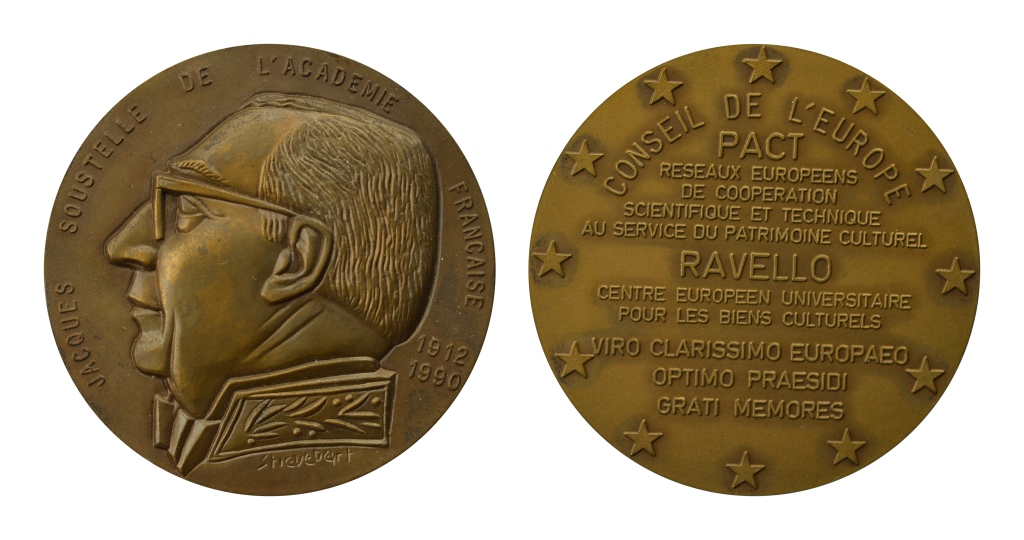 JACQUES SOUSTELLE DE L'ACADEMIE FRANCAISE
1912
1990
CONSEIL DE L'EUROPE
PACT
RESEAUX EUROPEENS
DE COOPERATION
SCIENTIFIQUE ET TECHNIQUE
AU SERVICE DU PATRIMOINE CULTUREL
RAVELLO
CENTRE EUROPEEN UNIVERSITAIRE
POUR LES BIENS CULTURELS
VIRO CLARISSIMO EUROPAEO
OPTIMO PRAESIDI
GRATI MEMORES